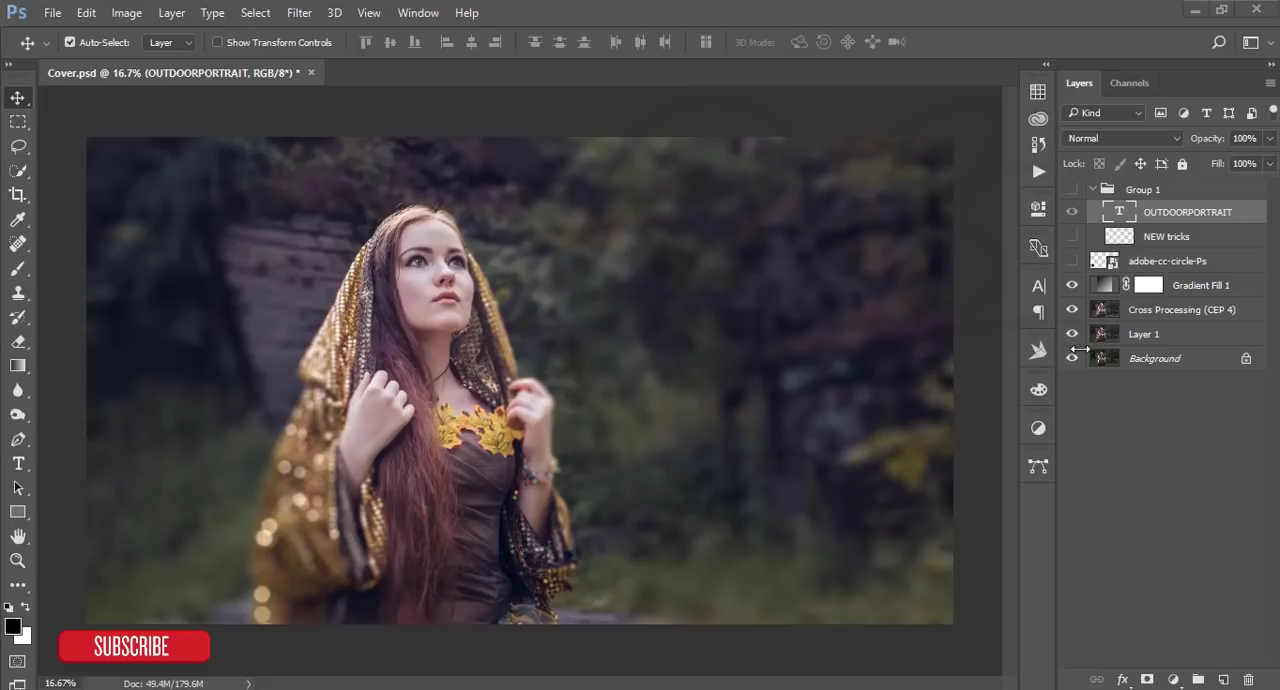 Ps File Edit Image Layer Type Select Filter 3D View Window Help
Auto-Select: Layer Show Transform Controls 3D Mode:
Cover.psd @ 16.7% (OUTDOORPORTRAIT, RGB/8*) *
Layers Channels
Kind
Normal Opacity: 100%
Lock: Fill: 100%
Group 1
T OUTDOORPORTRAIT
NEW tricks
adobe-cc-circle-Ps
Gradient Fill 1
Cross Processing (CEP 4)
Layer 1
Background
SUBSCRIBE
16.67% Doc: 49.4M/179.6M
fx